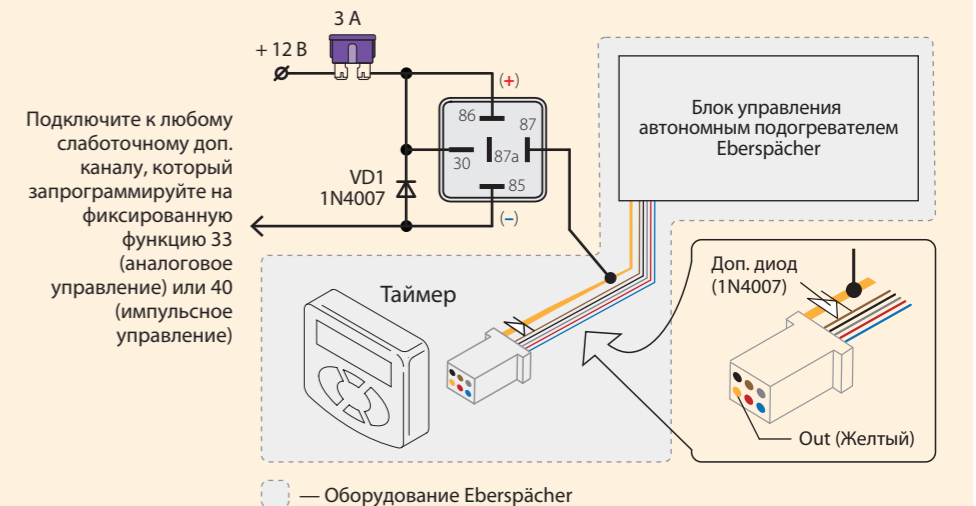 3 А
+ 12 В
(+)
86
87
30
87a
85
(–)
VD1
1N4007
Подключите к любому
слаботочному доп.
каналу, который
запрограммируйте на
фиксированную
функцию 33
(аналоговое
управление) или 40
(импульсное
управление)
Блок управления
автономным подогревателем
Eberspächer
Таймер
Доп. диод
(1N4007)
Out (Желтый)
— Оборудование Eberspächer